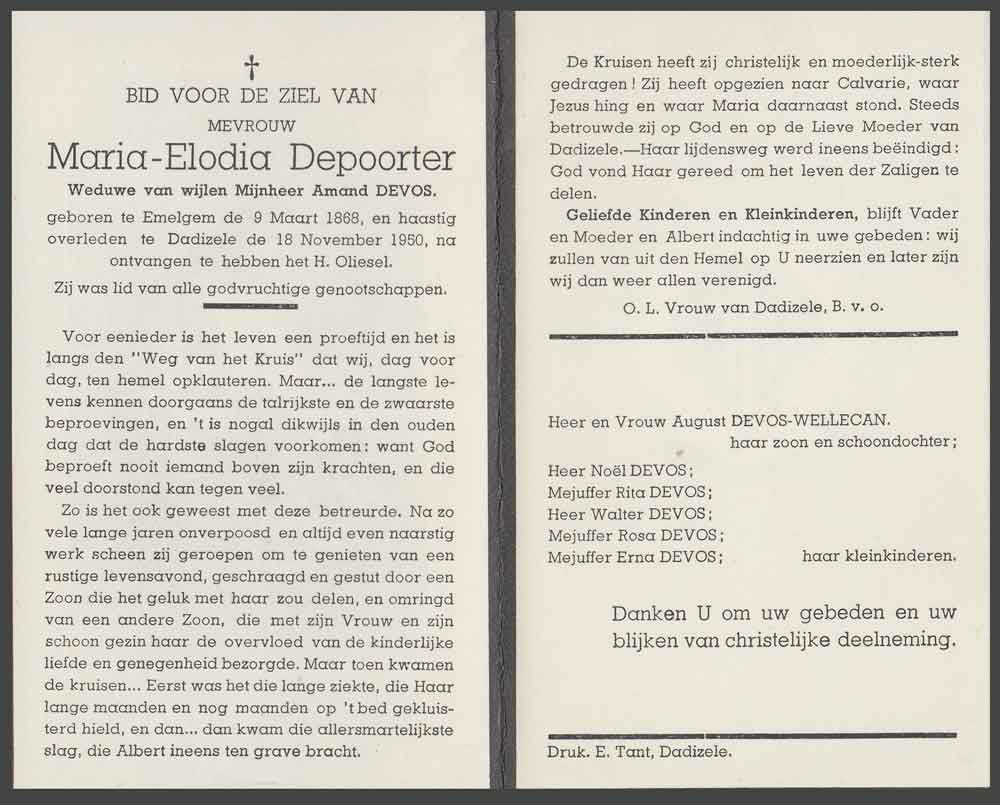 BID VOOR DE ZIEL VAN
MEVROUW
Maria-Elodia Depoorter
Weduwe van wijlen Mijnheer Amand DEVOS.
geboren te Emelgem de 9 Maart 1868, en haastig
overleden te Dadizele de 18 November 1950, na
ontvangen te hebben het H. Oliesel.
Zij was lid van alle godvruchtige genootschappen.
Voor eenieder is het leven een proeftijd en het is
langs den "Weg van het Kruis" dat wij, dag voor
dag, ten hemel opklauteren. Maar... de langste le-
vens kennen doorgaans de talrijkste en de zwaarste
beproevingen, en 't is nogal dikwijls in den ouden
dag dat de hardste slagen voorkomen: want God
beproeft nooit iemand boven zijn krachten, en die
veel doorstond kan tegen veel.
Zo is het ook geweest met deze betreurde. Na zo
vele lange jaren onverpoosd en altijd even naarstig
werk scheen zij geroepen om te genieten van een
rustige levensavond, geschraagd en gestut door een
Zoon die het geluk met haar zou delen, en omringd
van een andere Zoon, die met zijn Vrouw en zijn
schoon gezin haar de overvloed van de kinderlijke
liefde en genegenheid bezorgde. Maar toen kwamen
de kruisen... Eerst was het die lange ziekte, die Haar
lange maanden en nog maanden op 't bed gekluis-
terd hield, en dan... dan kwam die allersmartelijkste
slag, die Albert ineens ten grave bracht.
De Kruisen heeft zij christelijk en moederlijk-sterk
gedragen! Zij heeft opgezien naar Calvarie, waar
Jezus hing en waar Maria daarnaast stond. Steeds
betrouwde zij op God en op de Lieve Moeder van
Dadizele.—Haar lijdensweg werd ineens beëindigd:
God vond Haar gereed om het leven der Zaligen te
delen.
Geliefde Kinderen en Kleinkinderen, blijft Vader
en Moeder en Albert indachtig in uwe gebeden: wij
zullen van uit den Hemel op U neerzien en later zijn
wij dan weer allen verenigd.
O. L. Vrouw van Dadizele, B. v. o.
Heer en Vrouw August DEVOS-WELLECAN.
haar zoon en schoondochter;
Heer Noël DEVOS;
Mejuffer Rita DEVOS;
Heer Walter DEVOS;
Mejuffer Rosa DEVOS;
Mejuffer Erna DEVOS; haar kleinkinderen.
Danken U om uw gebeden en uw
blijken van christelijke deelneming.
Druk. E. Tant, Dadizele.